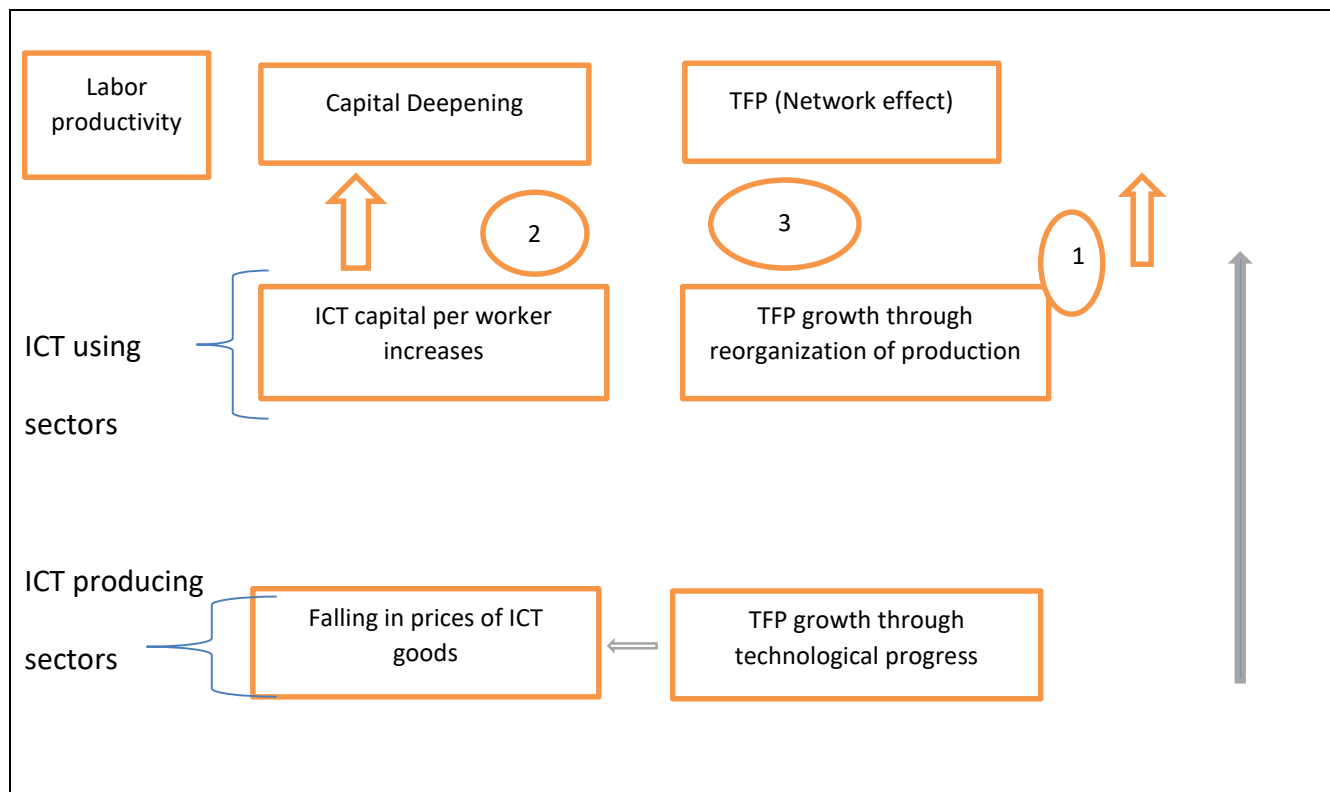 Labor
productivity
Capital Deepening
TFP (Network effect)
2
3
1
ICT using
sectors
ICT capital per worker
increases
TFP growth through
reorganization of production
ICT producing
sectors
Falling in prices of ICT
goods
TFP growth through
technological progress